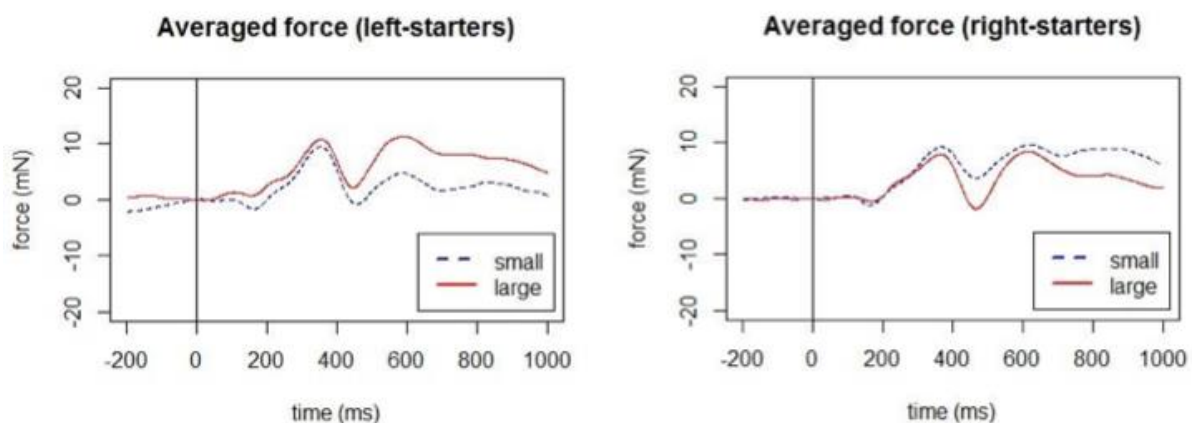 Averaged force (left-starters)
force (mN)
20
10
0
-10
-20
small
large
-200 0 200 400 600 800 1000
time (ms)
Averaged force (right-starters)
force (mN)
20
10
0
-10
-20
small
large
-200 0 200 400 600 800 1000
time (ms)